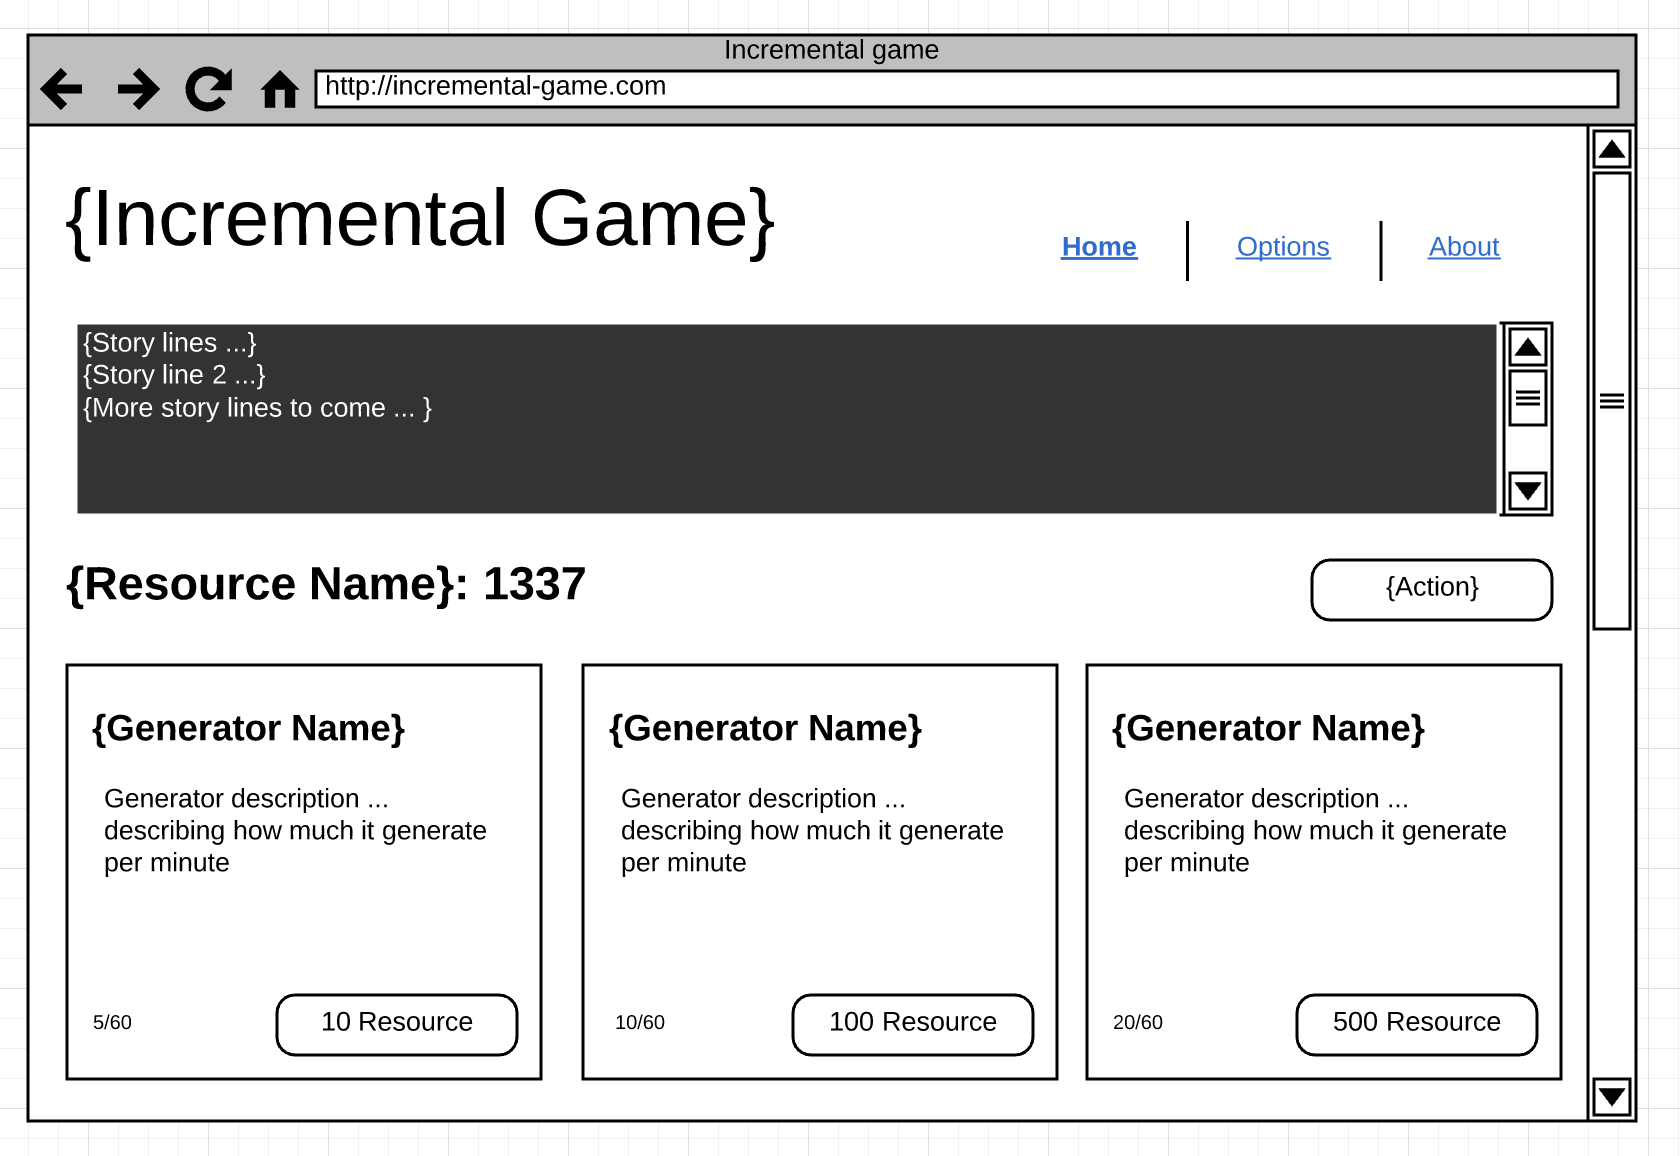 Incremental game
http://incremental-game.com
{Incremental Game}
Home
Options
About
{Story lines ...}
{Story line 2 ...}
{More story lines to come ... }
{Resource Name}: 1337
{Action}
{Generator Name}
Generator description ...
describing how much it generate
per minute
5/60
10 Resource
{Generator Name}
Generator description ...
describing how much it generate
per minute
10/60
100 Resource
{Generator Name}
Generator description ...
describing how much it generate
per minute
20/60
500 Resource